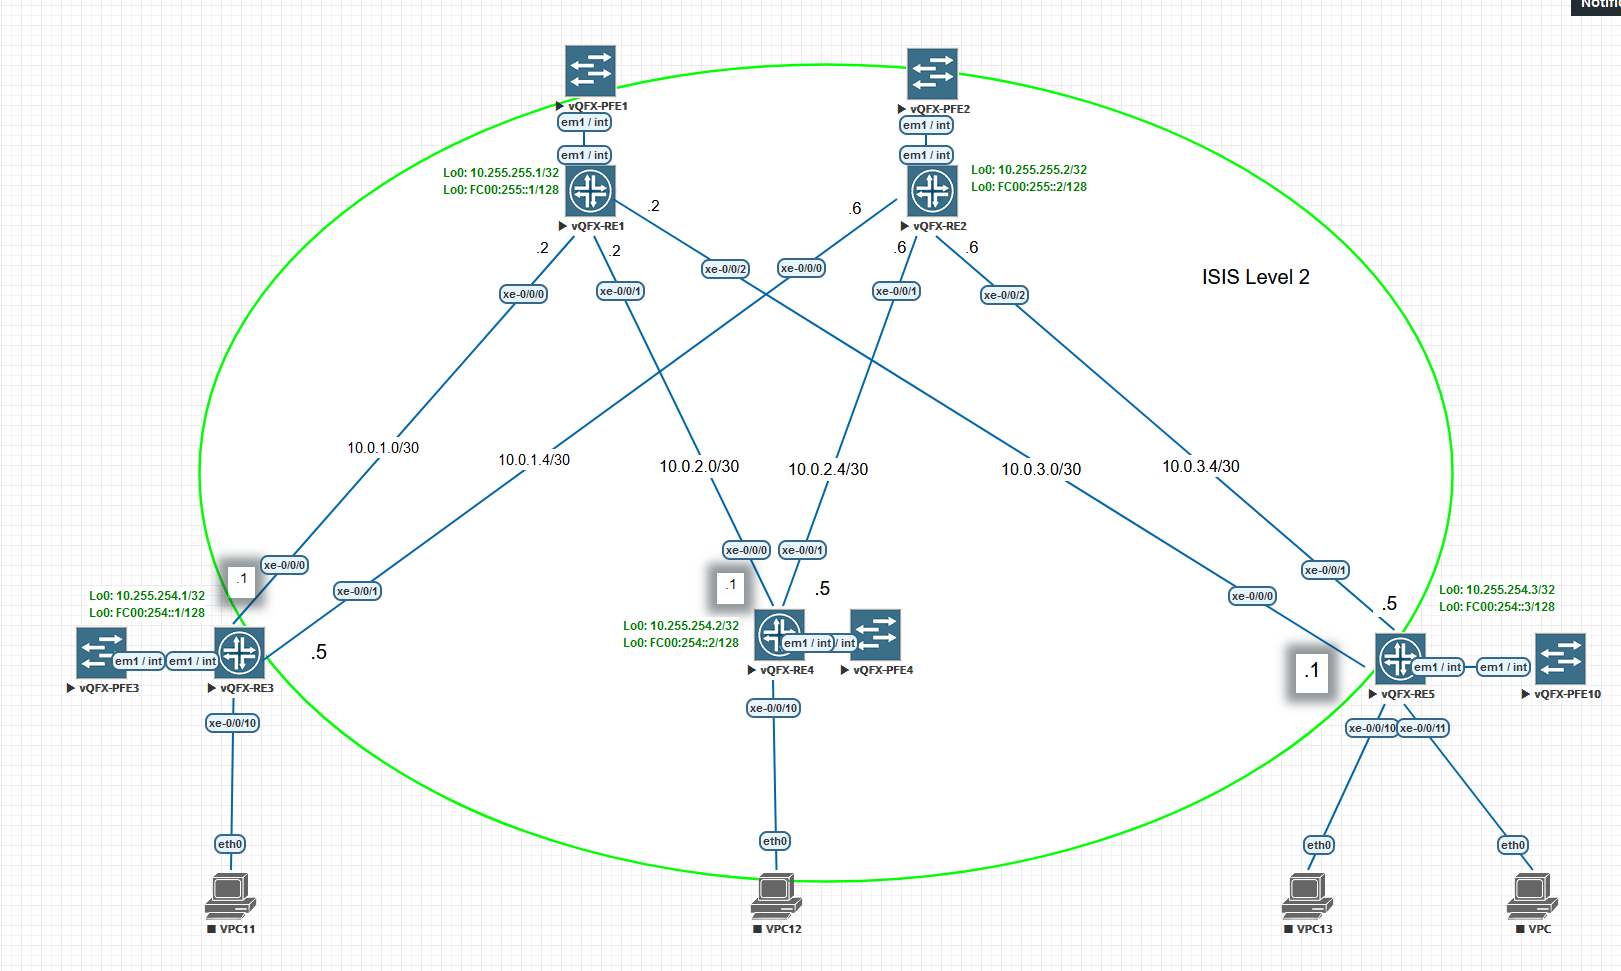 vQFX-PFE1
vQFX-PFE2
em1 / int
em1 / int
em1 / int
em1 / int
Lo0: 10.255.255.1/32
Lo0: FC00:255::1/128
Lo0: 10.255.255.2/32
Lo0: FC00:255::2/128
vQFX-RE1
vQFX-RE2
.2
.6
.2
.2
.6
.6
xe-0/0/2
xe-0/0/0
ISIS Level 2
xe-0/0/0
xe-0/0/1
xe-0/0/1
xe-0/0/2
10.0.1.0/30
10.0.1.4/30
10.0.2.0/30
10.0.2.4/30
10.0.3.0/30
10.0.3.4/30
xe-0/0/0
xe-0/0/1
xe-0/0/0
xe-0/0/1
xe-0/0/0
xe-0/0/1
.1
.1
.5
.5
Lo0: 10.255.254.1/32
Lo0: FC00:254::1/128
Lo0: 10.255.254.2/32
Lo0: FC00:254::2/128
Lo0: 10.255.254.3/32
Lo0: FC00:254::3/128
.5
.1
em1 / int
em1 / int
em1 / int
/ int
em1 / int
em1 / int
vQFX-PFE3
vQFX-RE3
vQFX-RE4
vQFX-PFE4
vQFX-RE5
vQFX-PFE10
xe-0/0/10
xe-0/0/10
xe-0/0/10
xe-0/0/11
eth0
eth0
eth0
eth0
VPC11
VPC12
VPC13
VPC